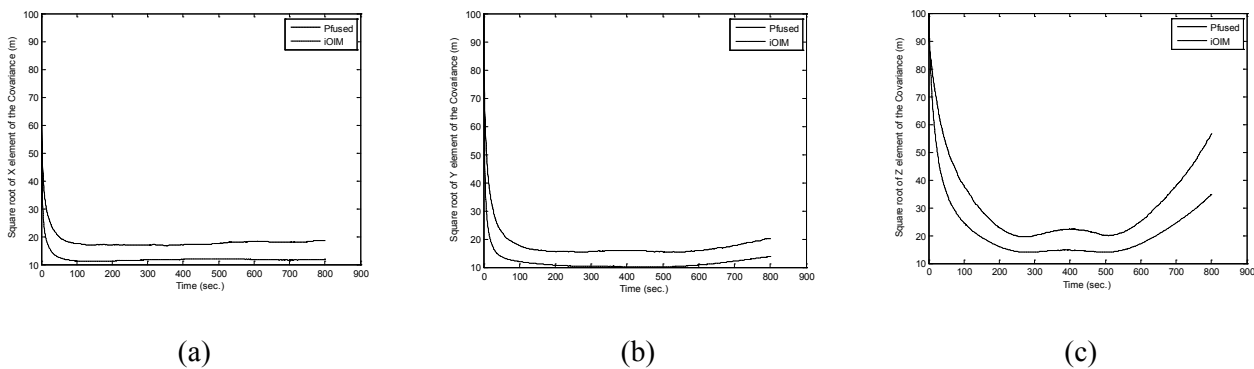 100
90
80
70
60
50
40
30
20
10
0 100 200 300 400 500 600 700 800 900
Time (sec.)
Square root of X element of the Covariance (m)
Pfused
iOIM
(a)
100
90
80
70
60
50
40
30
20
10
0 100 200 300 400 500 600 700 800 900
Time (sec.)
Square root of Y element of the Covariance (m)
Pfused
iOIM
(b)
100
90
80
70
60
50
40
30
20
10
0 100 200 300 400 500 600 700 800 900
Time (sec.)
Square root of Z element of the Covariance (m)
Pfused
iOIM
(c)